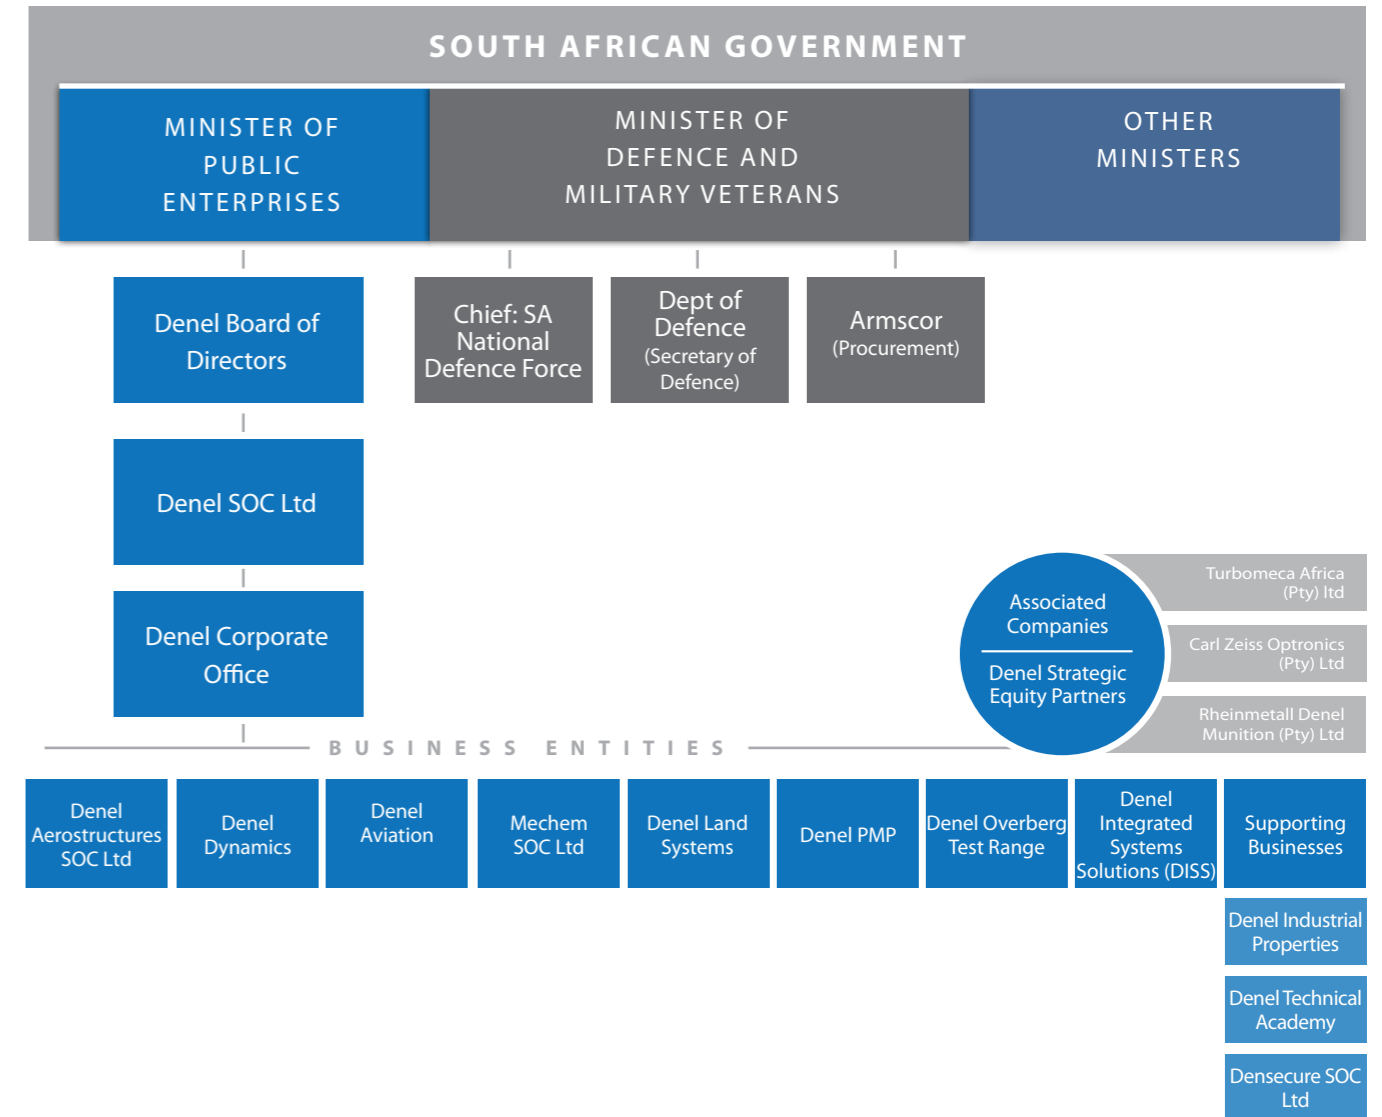 SOUTH AFRICAN GOVERNMENT
MINISTER OF
PUBLIC
ENTERPRISES
MINISTER OF
DEFENCE AND
MILITARY VETERANS
OTHER
MINISTERS
Denel Board of
Directors
Chief: SA
National
Defence Force
Dept of
Defence
(Secretary of
Defence)
Armscor
(Procurement)
Denel SOC Ltd
Denel Corporate
Office
Associated
Companies
Denel Strategic
Equity Partners
Turbomeca Africa
(Pty) ltd
Carl Zeiss Optronics
(Pty) Ltd
Rheinmetall Denel
Munition (Pty) Ltd
BUSINESS ENTITIES
Denel
Aerostructures
SOC Ltd
Denel
Dynamics
Denel
Aviation
Mechem
SOC Ltd
Denel Land
Systems
Denel PMP
Denel Overberg
Test Range
Denel
Integrated
Systems
Solutions (DISS)
Supporting
Businesses
Denel Industrial
Properties
Denel Technical
Academy
Densecure SOC
Ltd